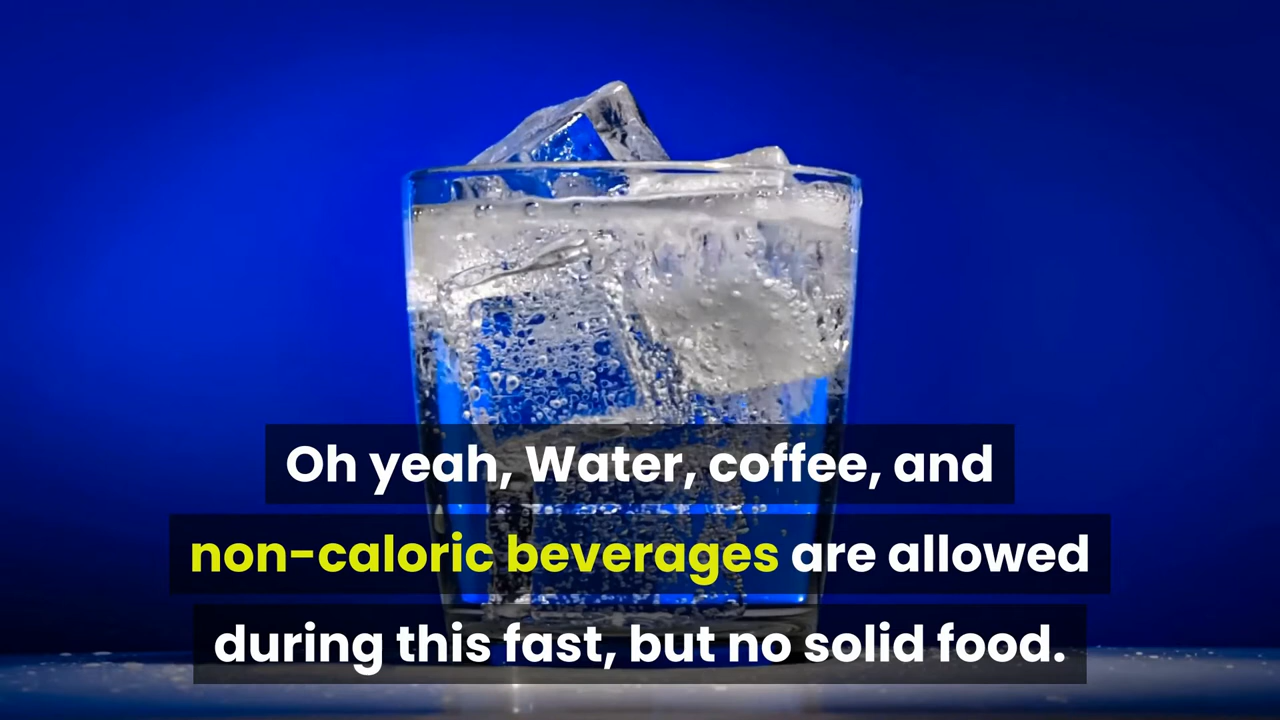 Oh yeah, Water, coffee, and
non-caloric beverages are allowed
during this fast, but no solid food.